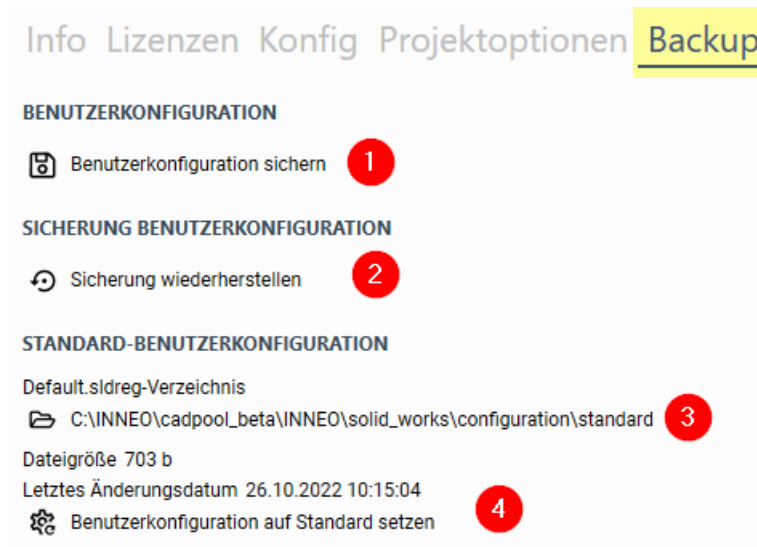 Info Lizenzen Konfig Projektoptionen Backup
BENUTZERKONFIGURATION
Benutzerkonfiguration sichern 1
SICHERUNG BENUTZERKONFIGURATION
Sicherung wiederherstellen 2
STANDARD-BENUTZERKONFIGURATION
Default.sldreg-Verzeichnis
C:\INNEO\cadpool_beta\INNEO\solid_works\configuration\standard 3
Dateigröße 703 b
Letztes Änderungsdatum 26.10.2022 10:15:04
Benutzerkonfiguration auf Standard setzen 4